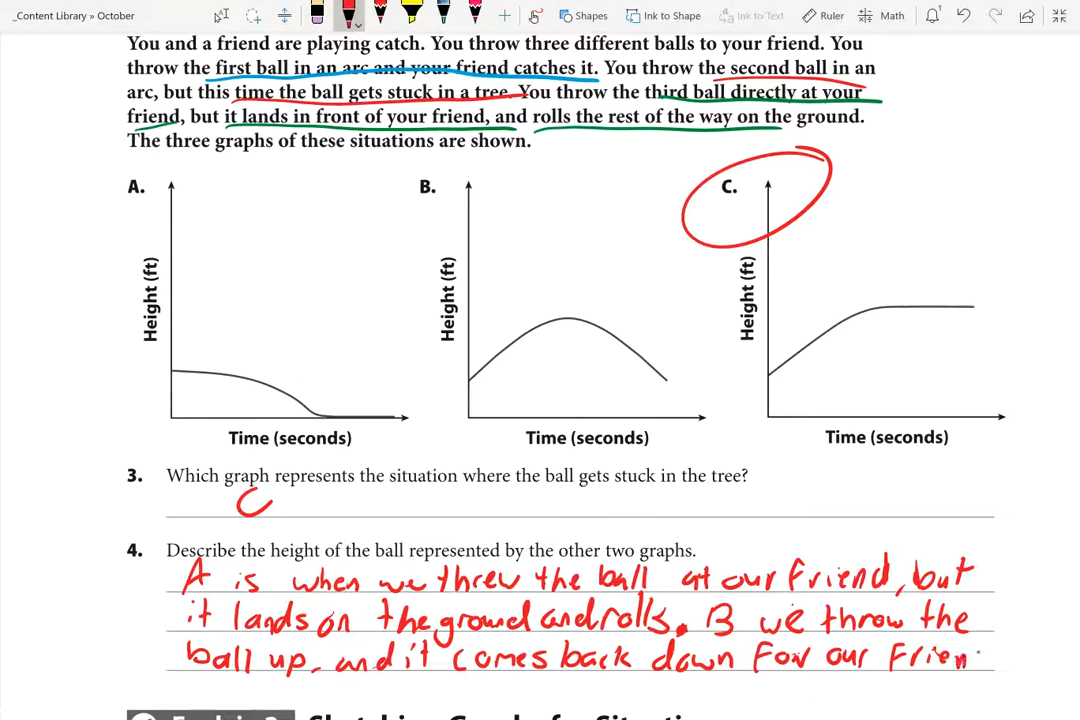 _Content Library » October
Shapes
Ink to Shape
Ink to Text
Ruler
Math
You and a friend are playing catch. You throw three different balls to your friend. You
throw the first ball in an arc and your friend catches it. You throw the second ball in an
arc, but this time the ball gets stuck in a tree. You throw the third ball directly at your
friend, but it lands in front of your friend, and rolls the rest of the way on the ground.
The three graphs of these situations are shown.
A.
Height (ft)
Time (seconds)
B.
Height (ft)
Time (seconds)
C.
Height (ft)
Time (seconds)
3. Which graph represents the situation where the ball gets stuck in the tree?
C
4. Describe the height of the ball represented by the other two graphs.
A is when we threw the ball at our friend, but
it lands on the ground and rolls. B we throw the
ball up, and it comes back down for our frien